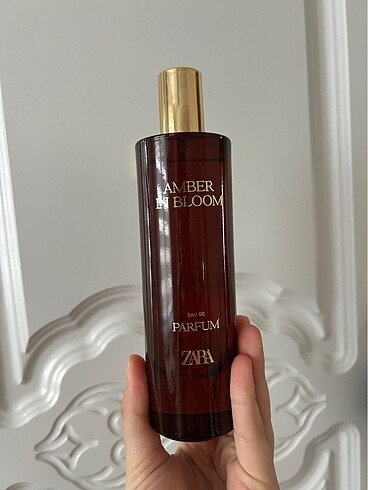 AMBER
IN BLOOM
EAU DE
PARFUM
ZARA